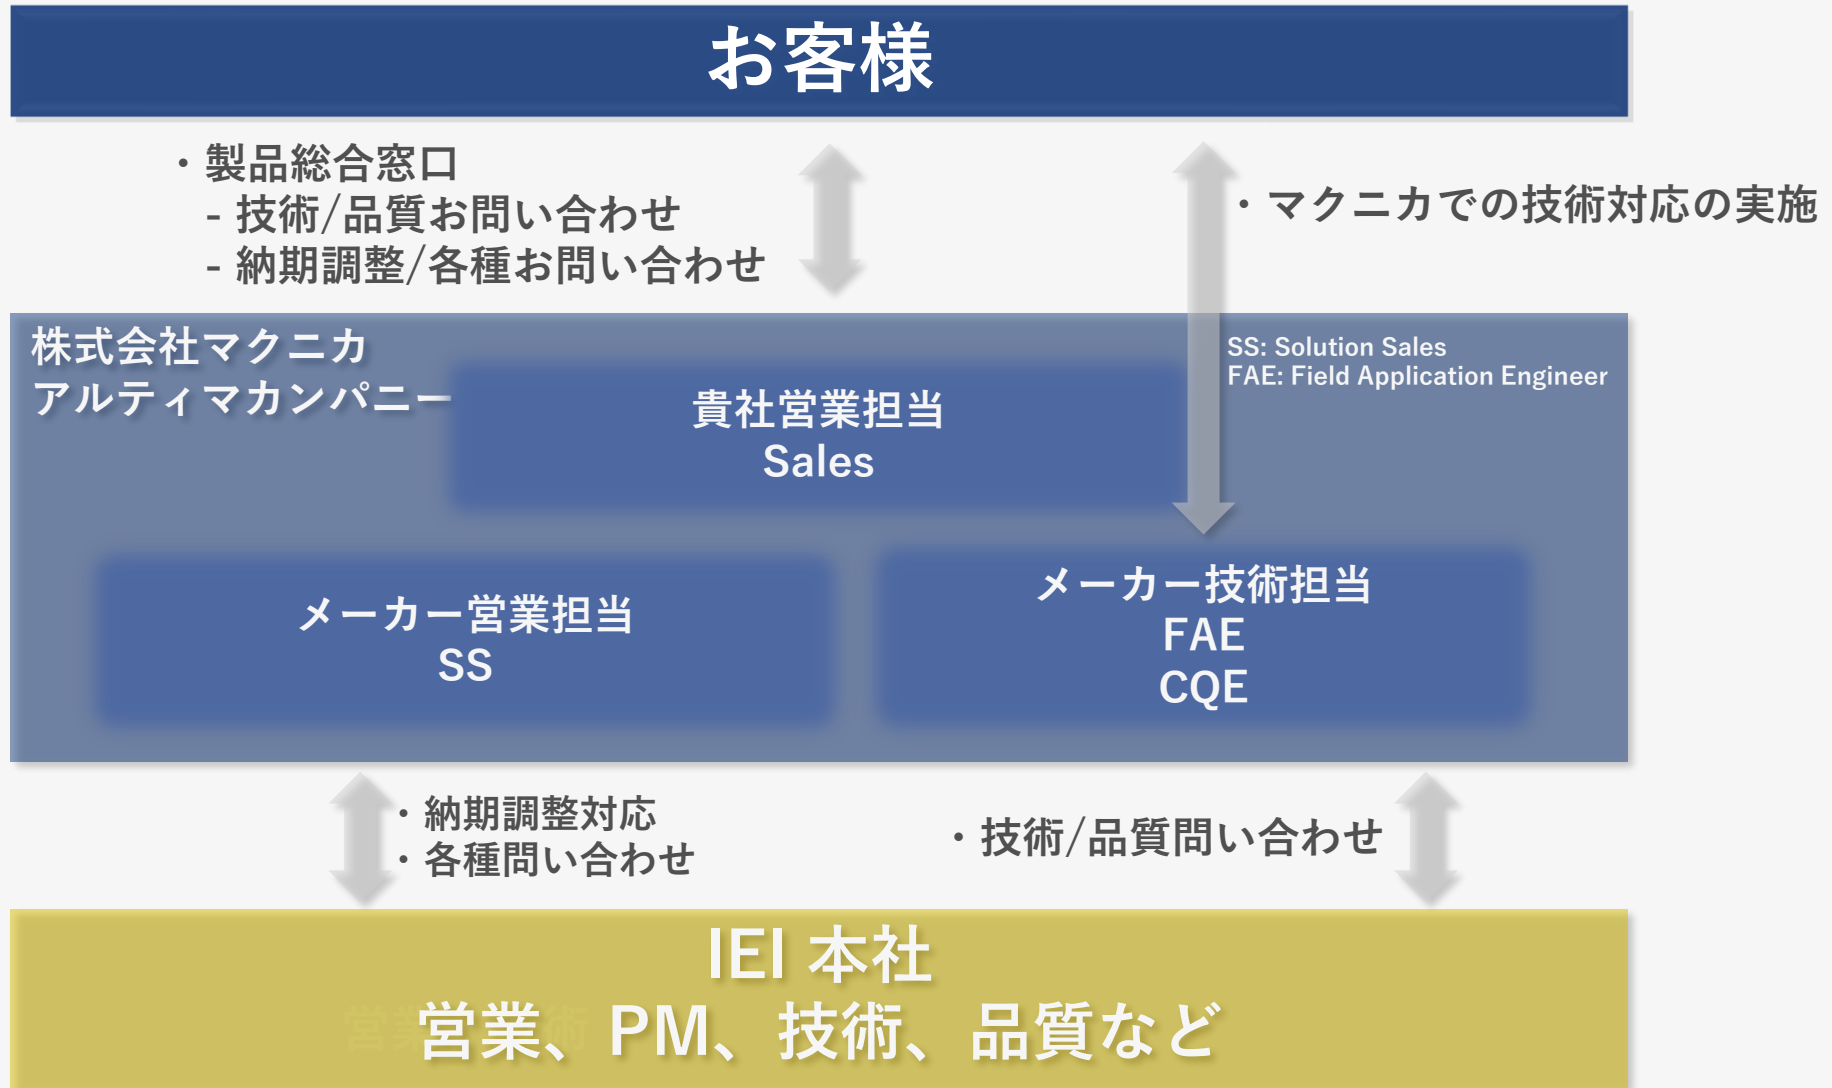 お客様
・製品総合窓口
- 技術/品質お問い合わせ
- 納期調整/各種お問い合わせ
・マクニカでの技術対応の実施
株式会社マクニカ
アルティマカンパニー
SS: Solution Sales
FAE: Field Application Engineer
貴社営業担当
Sales
メーカー営業担当
SS
メーカー技術担当
FAE
CQE
・納期調整対応
・各種問い合わせ
・技術/品質問い合わせ
IEI 本社
営業、PM、技術、品質など